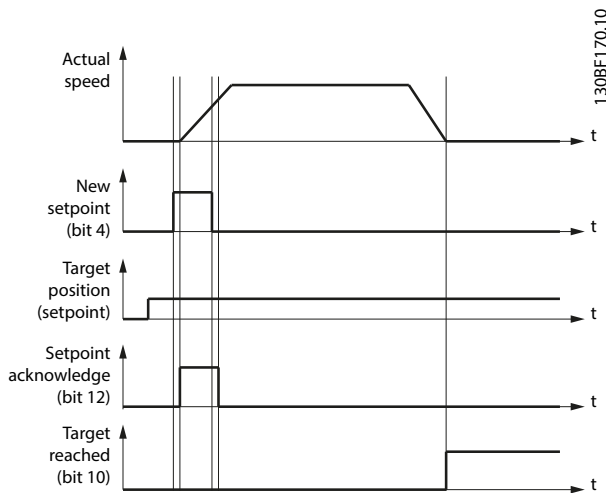 130BF170.10
Actual
speed
t
New
setpoint
(bit 4)
t
Target
position
(setpoint)
t
Setpoint
acknowledge
(bit 12)
t
Target
reached
(bit 10)
t